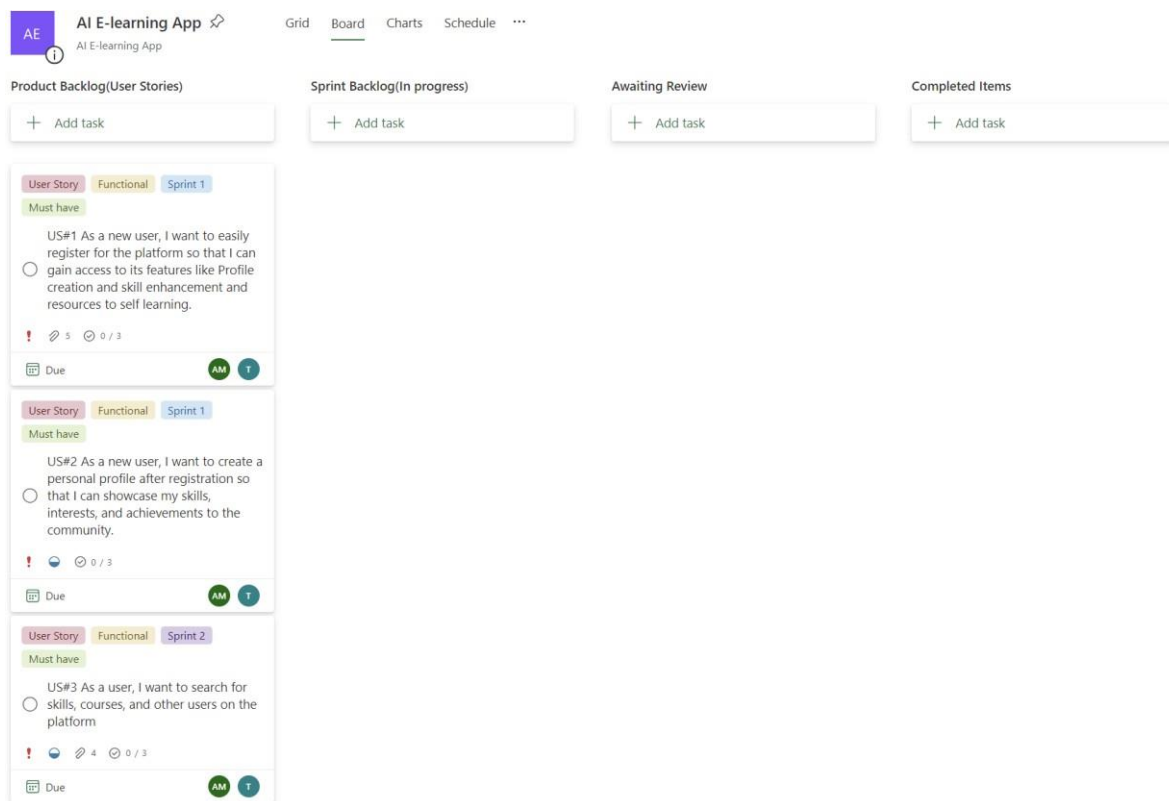 AE
AI E-learning App
AI E-learning App
Grid Board Charts Schedule ...
Product Backlog(User Stories)
+ Add task
User Story Functional Sprint 1
Must have
US#1 As a new user, I want to easily
register for the platform so that I can
gain access to its features like Profile
creation and skill enhancement and
resources to self learning.
5 0 / 3
Due AM T
User Story Functional Sprint 1
Must have
US#2 As a new user, I want to create a
personal profile after registration so
that I can showcase my skills,
interests, and achievements to the
community.
0 / 3
Due AM T
User Story Functional Sprint 2
Must have
US#3 As a user, I want to search for
skills, courses, and other users on the
platform
4 0 / 3
Due AM T
Sprint Backlog(In progress)
+ Add task
Awaiting Review
+ Add task
Completed Items
+ Add task